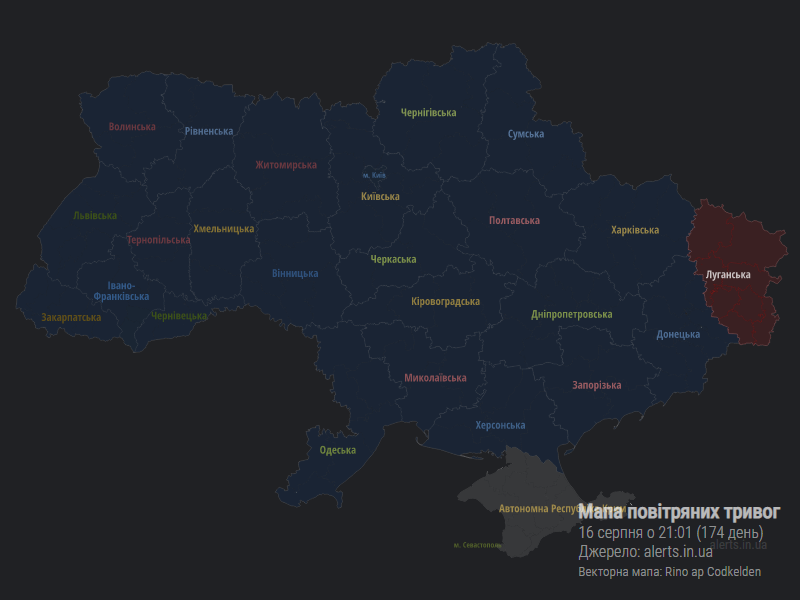 Чернігівська
Волинська
Рівненська
Сумська
Житомирська
м. Київ
Київська
Львівська
Тернопільська
Хмельницька
Полтавська
Харківська
Черкаська
Луганська
Вінницька
Івано-
Франківська
Кіровоградська
Закарпатська
Чернівецька
Дніпропетровська
Донецька
Миколаївська
Запорізька
Херсонська
Одеська
Автономна Республіка Крим
м. Севастополь
Мапа повітряних тривог
16 серпня о 21:01 (174 день)
alerts.in.ua
Джерело: alerts.in.ua
Векторна мапа: Rino ap Codkelden